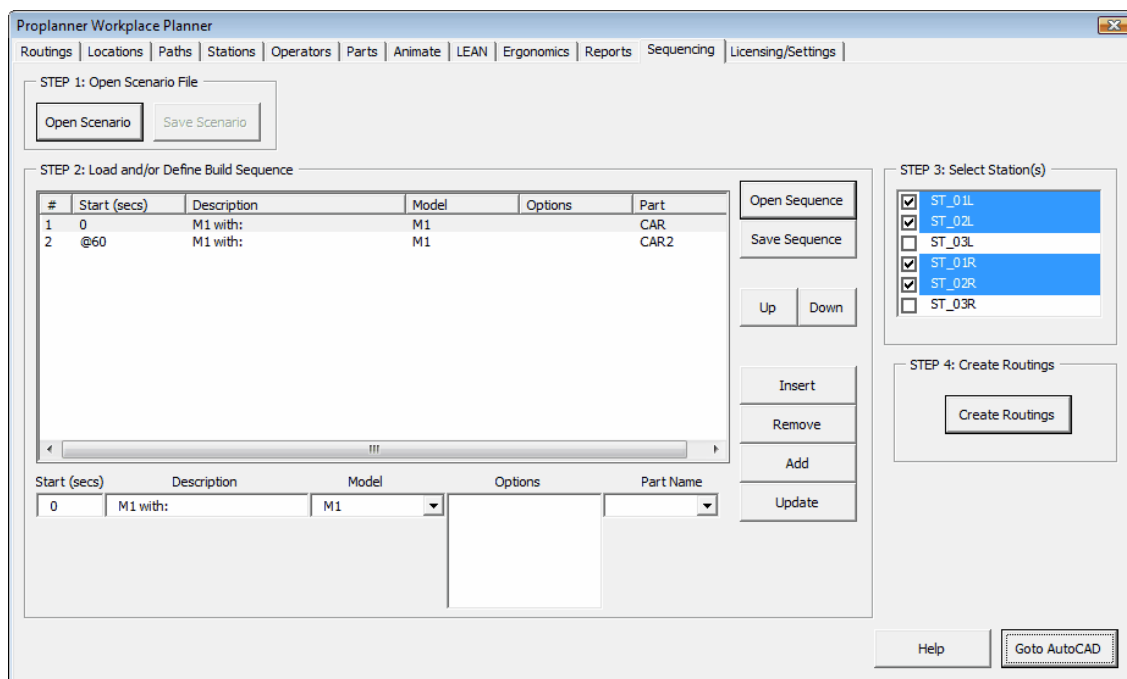 Proplanner Workplace Planner
Routings Locations Paths Stations Operators Parts Animate LEAN Ergonomics Reports Sequencing Licensing/Settings
STEP 1: Open Scenario File
Open Scenario Save Scenario
STEP 2: Load and/or Define Build Sequence
# Start (secs) Description Model Options Part
1 0 M1 with: M1 CAR
2 @60 M1 with: M1 CAR2
Open Sequence
Save Sequence
Up Down
Insert
Remove
Add
Update
Start (secs) Description Model Options Part Name
0 M1 with: M1
STEP 3: Select Station(s)
ST_01L
ST_02L
ST_03L
ST_01R
ST_02R
ST_03R
STEP 4: Create Routings
Create Routings
Help Goto AutoCAD